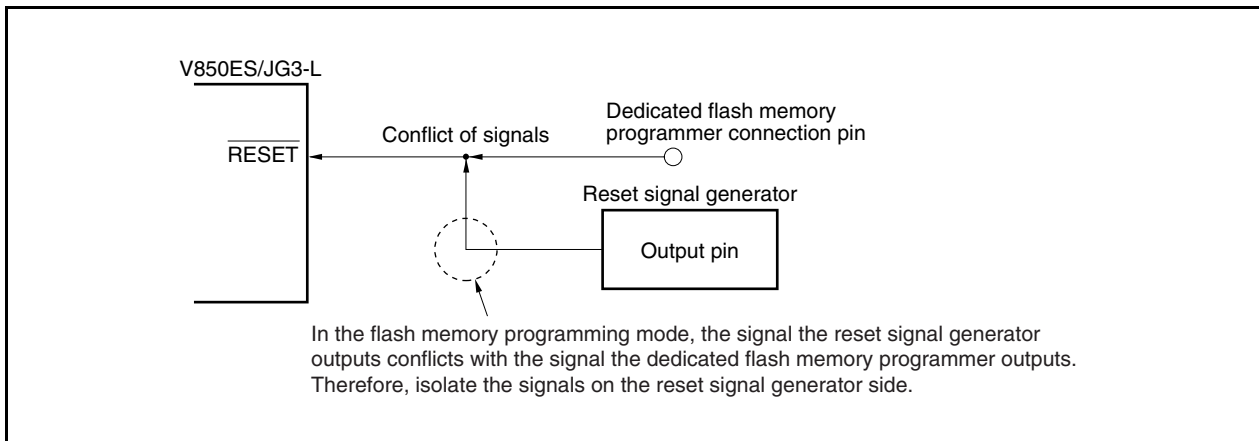 V850ES/JG3-L
Dedicated flash memory
programmer connection pin
Conflict of signals
RESET
Reset signal generator
Output pin
In the flash memory programming mode, the signal the reset signal generator
outputs conflicts with the signal the dedicated flash memory programmer outputs.
Therefore, isolate the signals on the reset signal generator side.